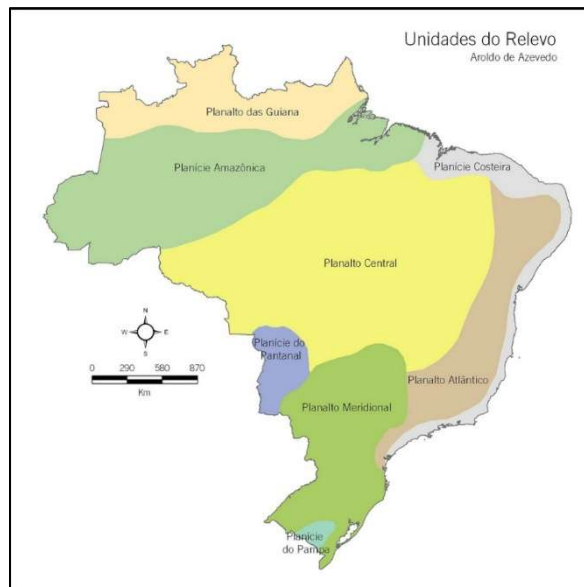 Unidades do Relevo
Aroldo de Azevedo
Planalto das Guiana
Planície Amazônica
Planície Costeira
Planalto Central
N
W E
S
0 290 580 870
Km
Planície do
Pantanal
Planalto Atlântico
Planalto Meridional
Planície
do Pampa